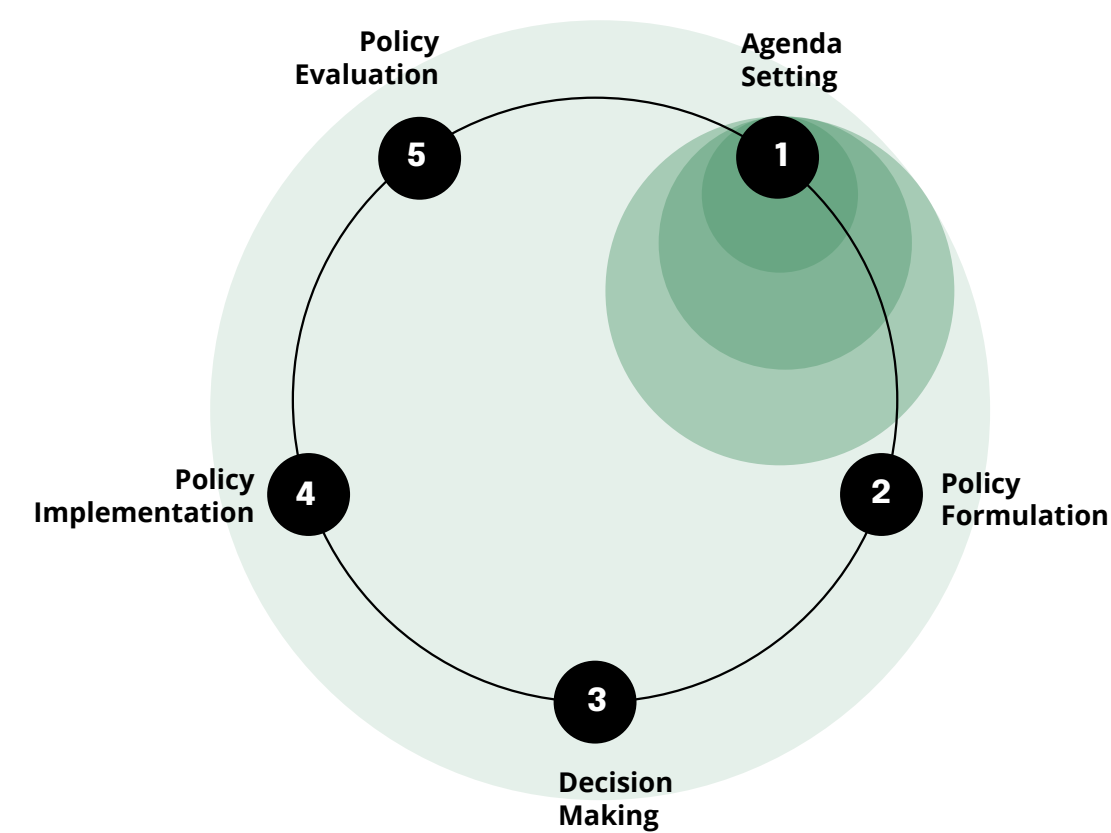 Policy
Evaluation
Agenda
Setting
5
1
Policy
Implementation
4
2
Policy
Formulation
3
Decision
Making